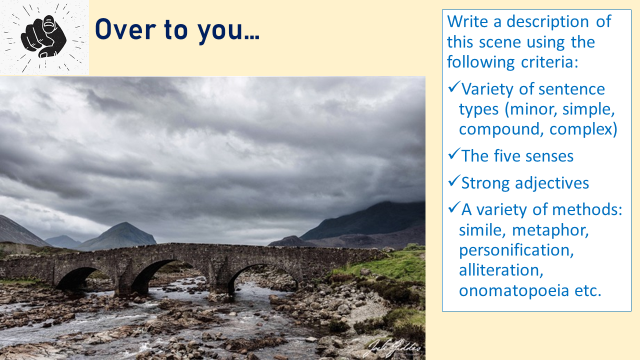 Over to you...
Write a description of
this scene using the
following criteria:
✓Variety of sentence
types (minor, simple,
compound, complex)
✓The five senses
✓Strong adjectives
✓A variety of methods:
simile, metaphor,
personification,
alliteration,
onomatopoeia etc.